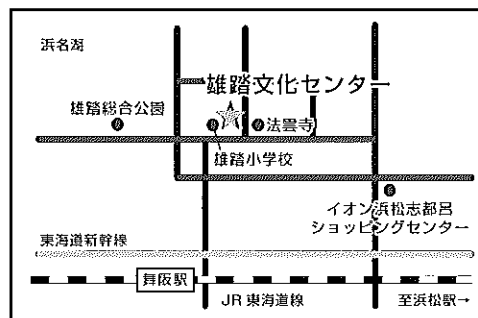 浜名湖
雄踏文化センター
雄踏総合公園
法雲寺
雄踏小学校
イオン浜松志都呂
ショッピングセンター
東海道新幹線
舞阪駅
JR東海道線
至浜松駅→